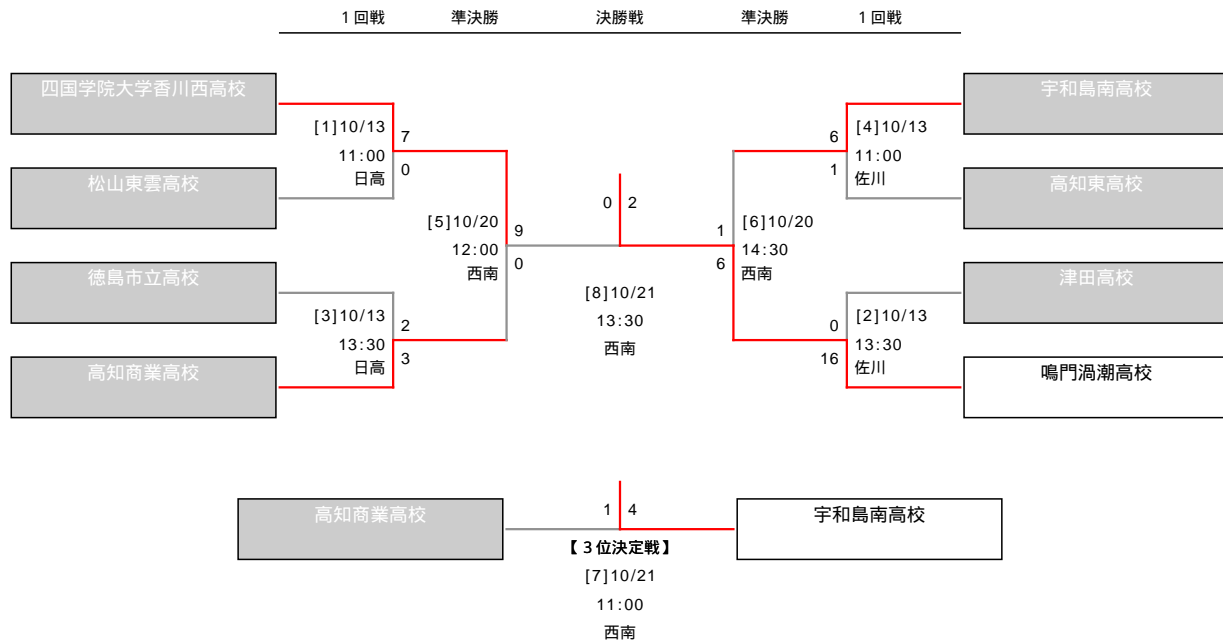 1回戦 準決勝 決勝戦 準決勝 1回戦
四国学院大学香川西高校
[1]10/13
11:00
日高
7
0
松山東雲高校
[5]10/20
12:00
西南
9
0
徳島市立高校
[3]10/13
13:30
日高
2
3
高知商業高校
0 2
[8]10/21
13:30
西南
宇和島南高校
6
1
[4]10/13
11:00
佐川
高知東高校
1
6
[6]10/20
14:30
西南
津田高校
0
16
[2]10/13
13:30
佐川
鳴門渦潮高校
高知商業高校
1 4
宇和島南高校
【3位決定戦】
[7]10/21
11:00
西南